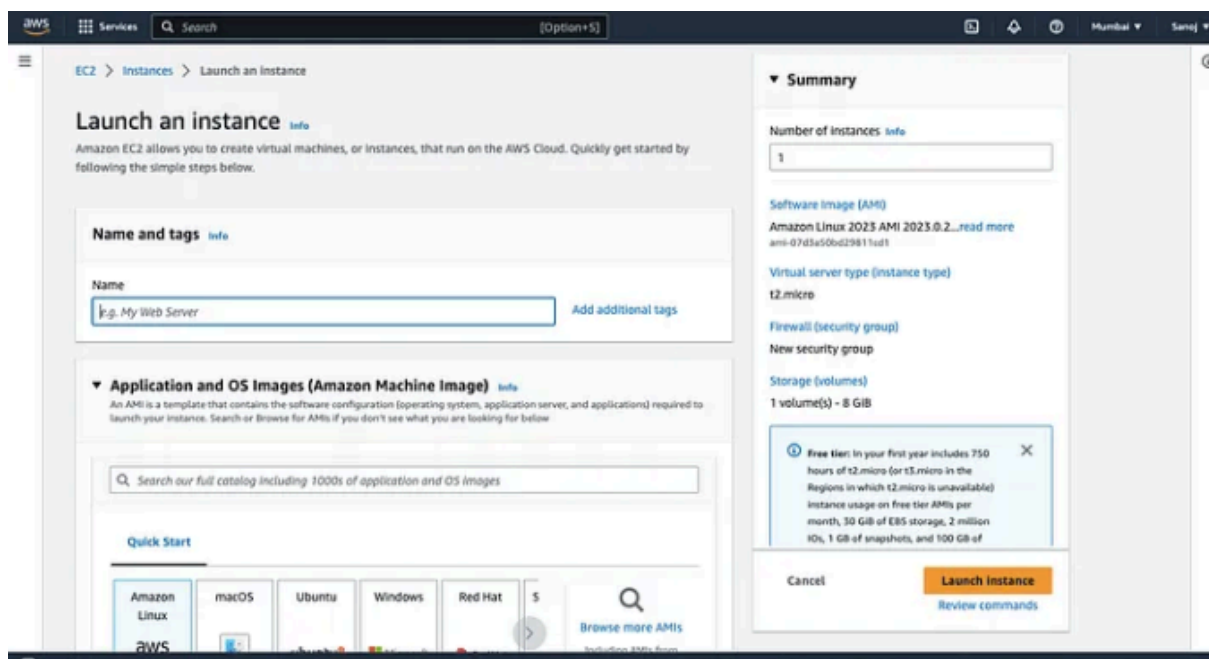 aws Services Search [Option+S] Mumbai Sanoj
EC2 > Instances > Launch an instance
Launch an instance Info
Amazon EC2 allows you to create virtual machines, or instances, that run on the AWS Cloud. Quickly get started by
following the simple steps below.
Name and tags Info
Name
e.g. My Web Server
Add additional tags
Application and OS Images (Amazon Machine Image) Info
An AMI is a template that contains the software configuration (operating system, application server, and applications) required to
launch your instance. Search or Browse for AMIs if you don't see what you are looking for below
Search our full catalog including 1000s of application and OS images
Quick Start
Amazon
Linux
aws
macOS
Ubuntu
Windows
Red Hat
S
Browse more AMIs
Including AMIs from
Summary
Number of instances Info
1
Software Image (AMI)
Amazon Linux 2023 AMI 2023.0.2...read more
Virtual server type (instance type)
t2.micro
Firewall (security group)
New security group
Storage (volumes)
1 volume(s) - 8 GiB
Free tier: In your first year includes 750
hours of t2.micro (or t3.micro in the
Regions in which t2.micro is unavailable)
instance usage on free tier AMIs per
month, 30 GiB of EBS storage, 2 million
IOs, 1 GB of snapshots, and 100 GB of
Cancel
Launch instance
Review commands